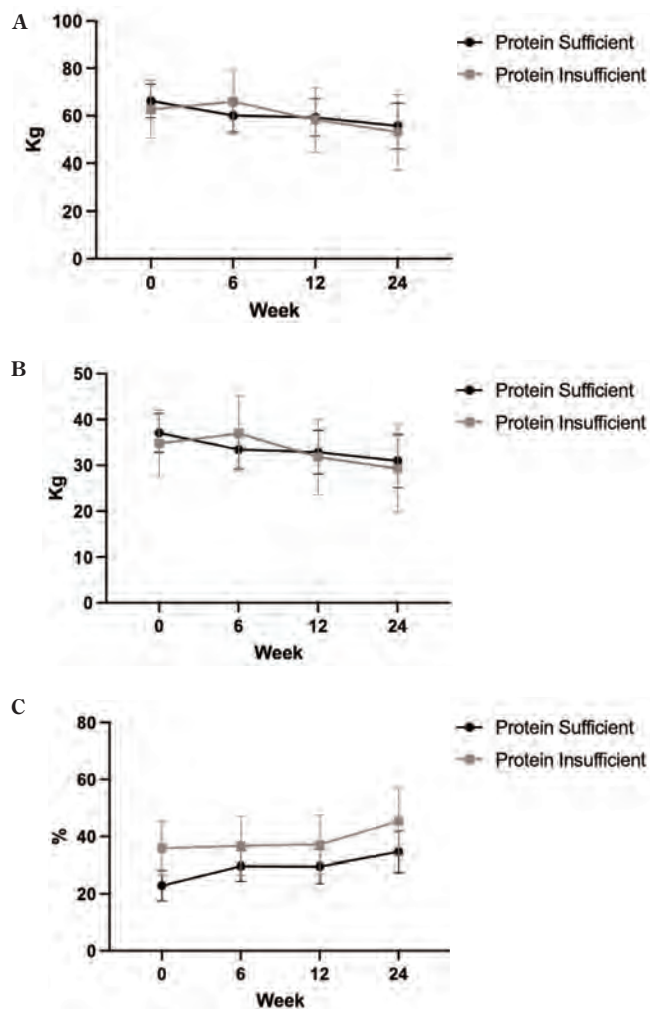 A
100
80
60
40
20
0
Kg
0 6 12 24
Week
Protein Sufficient
Protein Insufficient
B
50
40
30
20
10
0
Kg
0 6 12 24
Week
Protein Sufficient
Protein Insufficient
C
80
60
40
20
0
%
0 6 12 24
Week
Protein Sufficient
Protein Insufficient